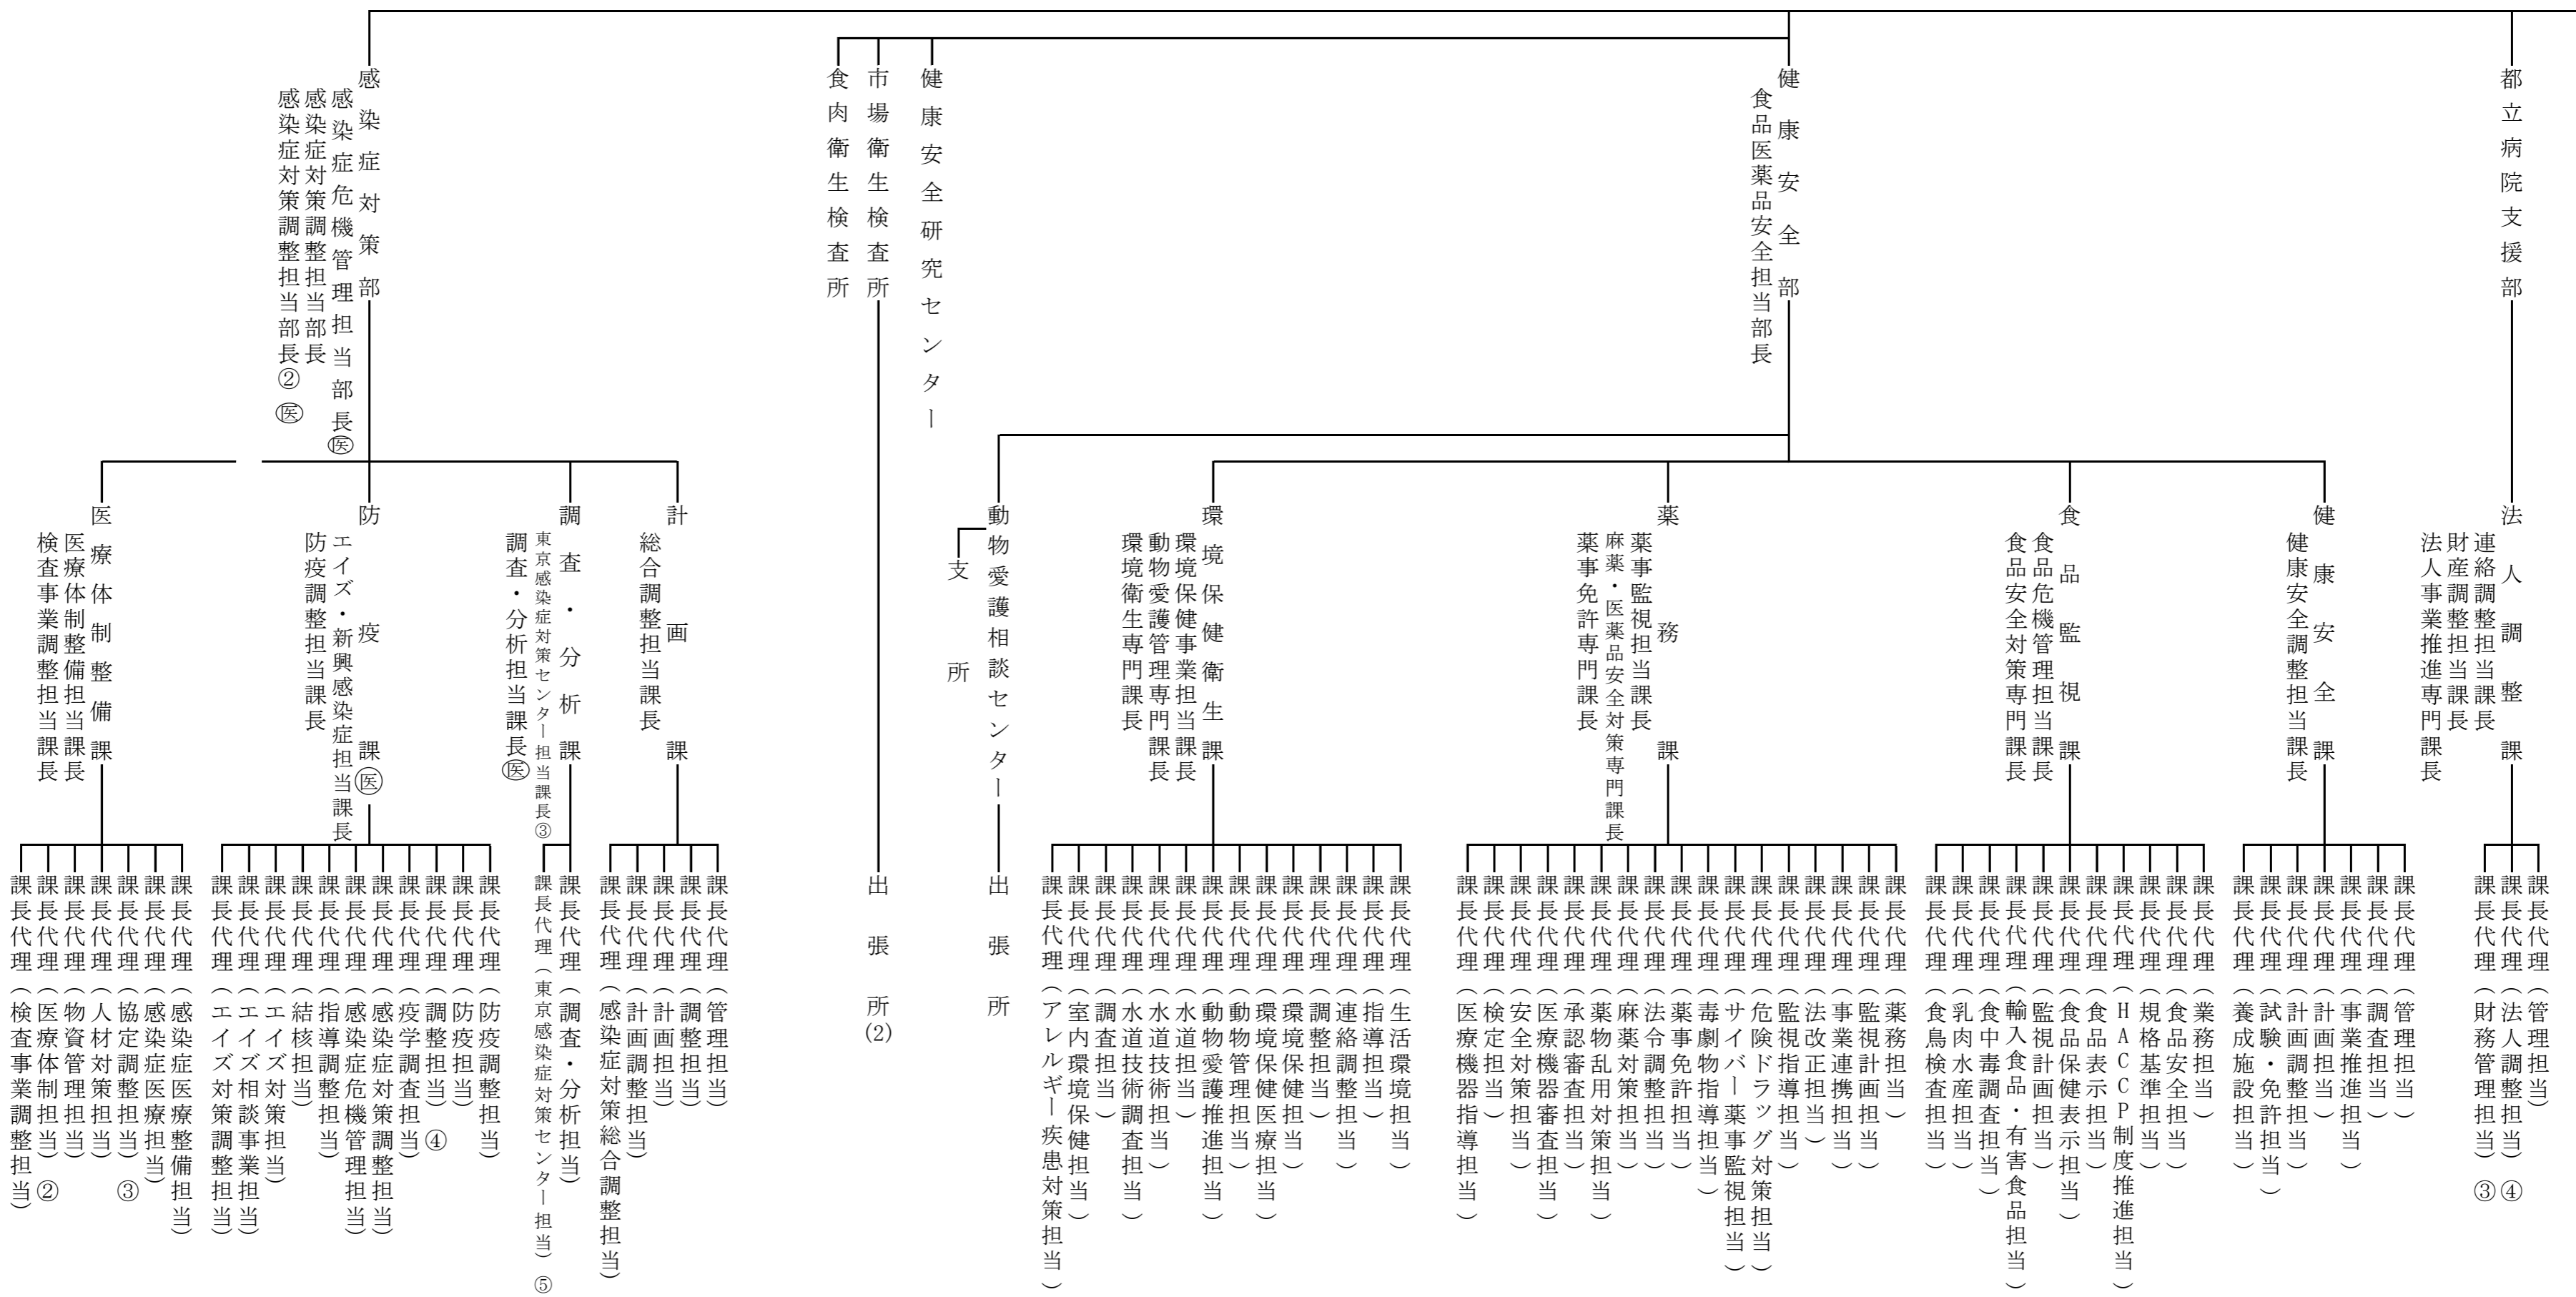 都立病院支援部
法人調整課
連絡調整担当課長
財産調整担当課長
法人事業推進専門課長
課長代理（管理担当）
課長代理（法人調整担当）④
課長代理（財務管理担当）③
健康安全部
食品医薬品安全担当部長
健康安全課
健康安全調整担当課長
課長代理（管理担当）
課長代理（調査担当）
課長代理（事業推進担当）
課長代理（計画担当）
課長代理（計画調整担当）
課長代理（試験・免許担当）
課長代理（養成施設担当）
食品監視課
食品危機管理担当課長
食品安全対策専門課長
課長代理（業務担当）
課長代理（食品安全担当）
課長代理（規格基準担当）
課長代理（ＨＡＣＣＰ制度推進担当）
課長代理（食品表示担当）
課長代理（食品保健表示担当）
課長代理（監視計画担当）
課長代理（輸入食品・有害食品担当）
課長代理（食中毒調査担当）
課長代理（乳肉水産担当）
課長代理（食鳥検査担当）
薬務課
薬事監視担当課長
麻薬・医薬品安全対策専門課長
薬事免許専門課長
課長代理（薬務担当）
課長代理（監視計画担当）
課長代理（事業連携担当）
課長代理（法改正担当）
課長代理（監視指導担当）
課長代理（危険ドラッグ対策担当）
課長代理（サイバー薬事監視担当）
課長代理（毒劇物指導担当）
課長代理（薬事免許担当）
課長代理（法令調整担当）
課長代理（麻薬対策担当）
課長代理（薬物乱用対策担当）
課長代理（承認審査担当）
課長代理（医療機器審査担当）
課長代理（安全対策担当）
課長代理（検定担当）
課長代理（医療機器指導担当）
環境保健衛生課
環境保健事業担当課長
動物愛護管理専門課長
環境衛生専門課長
課長代理（生活環境担当）
課長代理（指導担当）
課長代理（連絡調整担当）
課長代理（調整担当）
課長代理（環境保健担当）
課長代理（環境保健医療担当）
課長代理（動物管理担当）
課長代理（動物愛護推進担当）
課長代理（水道担当）
課長代理（水道技術担当）
課長代理（水道技術調査担当）
課長代理（調査担当）
課長代理（室内環境保健担当）
課長代理（アレルギー疾患対策担当）
動物愛護相談センター
支所
出張所
健康安全研究センター
市場衛生検査所
出張所(2)
食肉衛生検査所
感染症対策部
感染症危機管理担当部長㊩
感染症対策調整担当部長
感染症対策調整担当部長②㊩
計画課
総合調整担当課長
課長代理（管理担当）
課長代理（調整担当）
課長代理（計画担当）
課長代理（計画調整担当）
課長代理（感染症対策総合調整担当）
調査・分析課
東京感染症対策センター担当課長③
調査・分析担当課長㊩
課長代理（調査・分析担当）
課長代理（東京感染症対策センター担当）⑤
防疫課㊩
エイズ・新興感染症担当課長
防疫調整担当課長
課長代理（防疫調整担当）
課長代理（防疫担当）
課長代理（調整担当）④
課長代理（疫学調査担当）
課長代理（感染症対策調整担当）
課長代理（感染症危機管理担当）
課長代理（指導調整担当）
課長代理（結核担当）
課長代理（エイズ対策担当）
課長代理（エイズ相談事業担当）
課長代理（エイズ対策調整担当）
医療体制整備課
医療体制整備担当課長
検査事業調整担当課長
課長代理（感染症医療整備担当）
課長代理（感染症医療担当）
課長代理（協定調整担当）③
課長代理（人材対策担当）
課長代理（物資管理担当）
課長代理（医療体制担当）②
課長代理（検査事業調整担当）